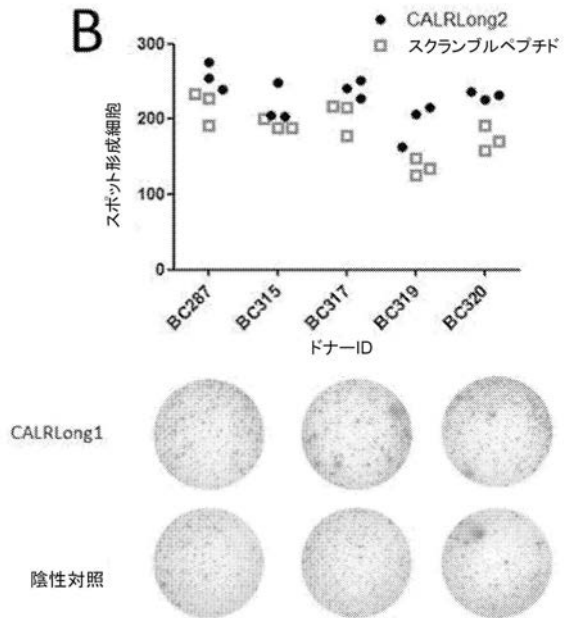 B
CALRLong2
スクランブルペプチド
スポット形成細胞
300
200
100
0
BC287
BC315
BC317
BC319
BC320
ドナーID
CALRLong1
陰性対照